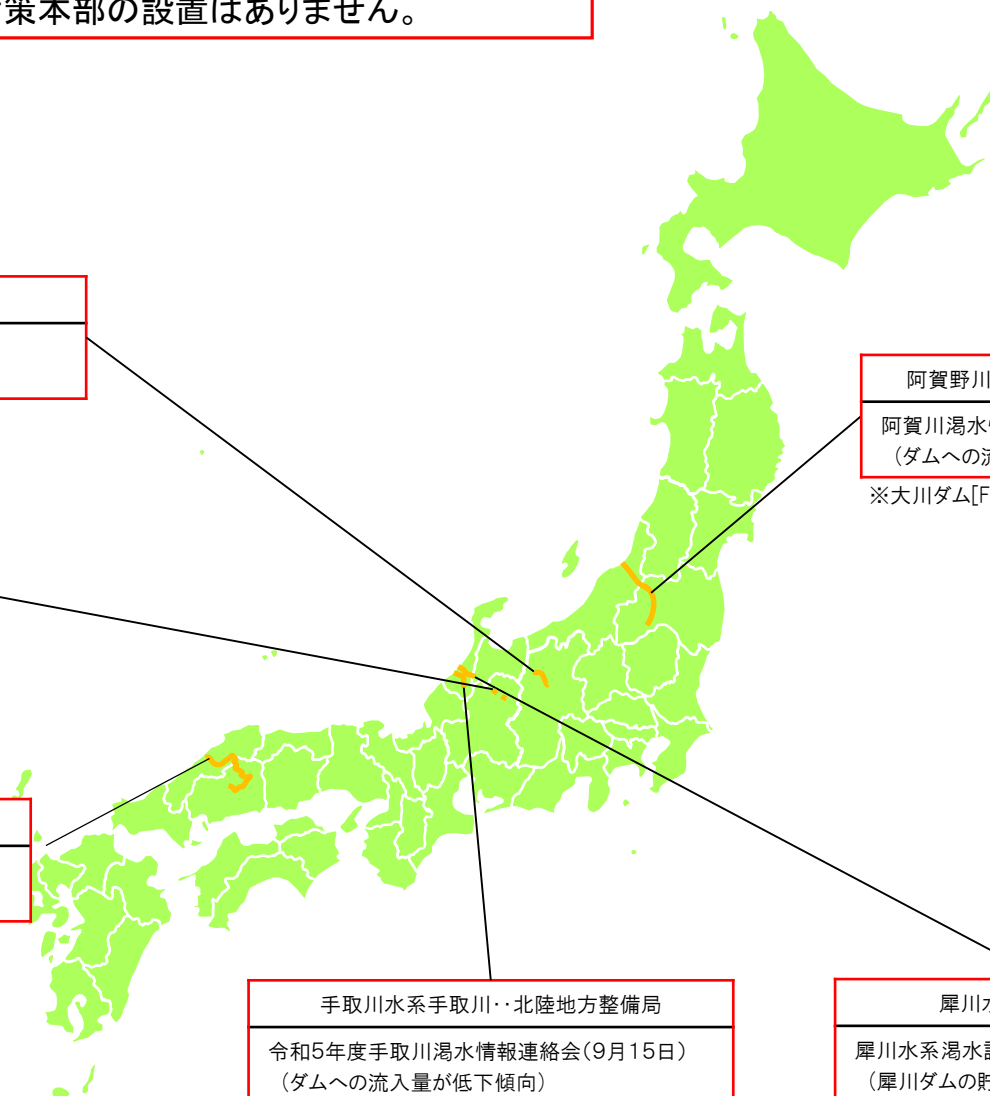 策本部の設置はありません。
阿賀野川
阿賀川渇水
(ダムへの流
※大川ダム[F
手取川水系手取川‥北陸地方整備局
令和5年度手取川渇水情報連絡会(9月15日)
(ダムへの流入量が低下傾向)
犀川水
犀川水系渇水調
(犀川ダムの貯